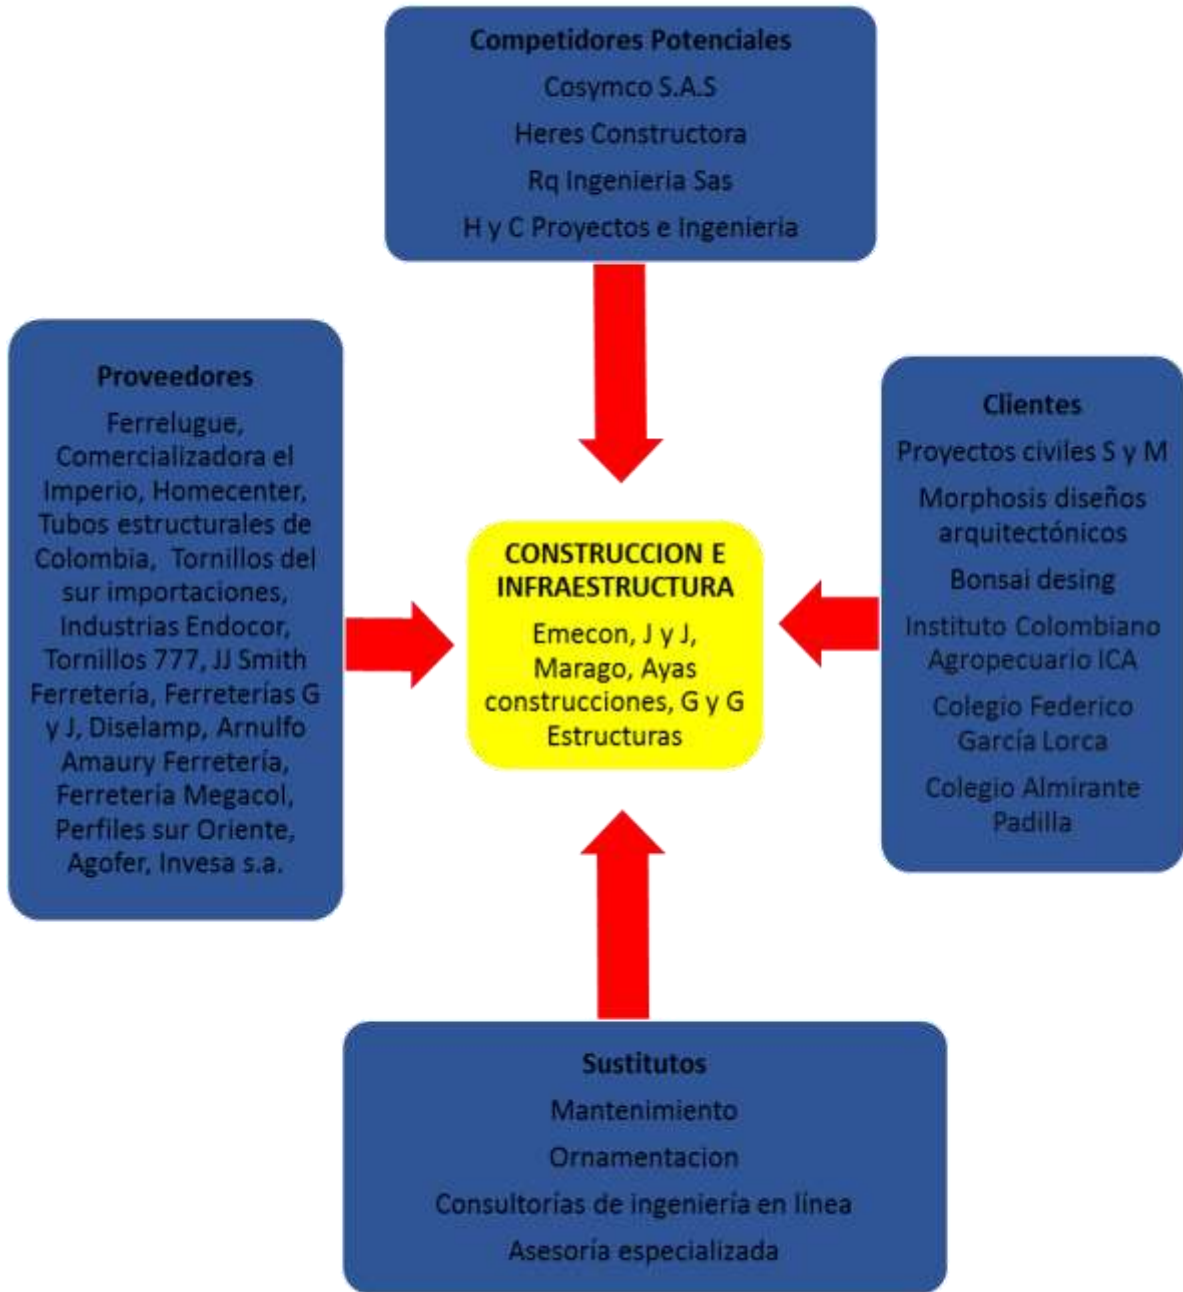 Competidores Potenciales
Cosymco S.A.S
Heres Constructora
Rq Ingenieria Sas
H y C Proyectos e Ingenieria
Proveedores
Ferrelugue,
Comercializadora el
Imperio, Homecenter,
Tubos estructurales de
Colombia, Tornillos del
sur importaciones,
Industrias Endocor,
Tornillos 777, JJ Smith
Ferretería, Ferreterías G
y J, Diselamp, Arnulfo
Amaury Ferretería,
Ferretería Megacol,
Perfiles sur Oriente,
Agofer, Invesa s.a.
CONSTRUCCION E
INFRAESTRUCTURA
Emecon, J y J,
Marago, Ayas
construcciones, G y G
Estructuras
Clientes
Proyectos civiles S y M
Morphosis diseños
arquitectónicos
Bonsai desing
Instituto Colombiano
Agropecuario ICA
Colegio Federico
García Lorca
Colegio Almirante
Padilla
Sustitutos
Mantenimiento
Ornamentacion
Consultorías de ingeniería en línea
Asesoría especializada